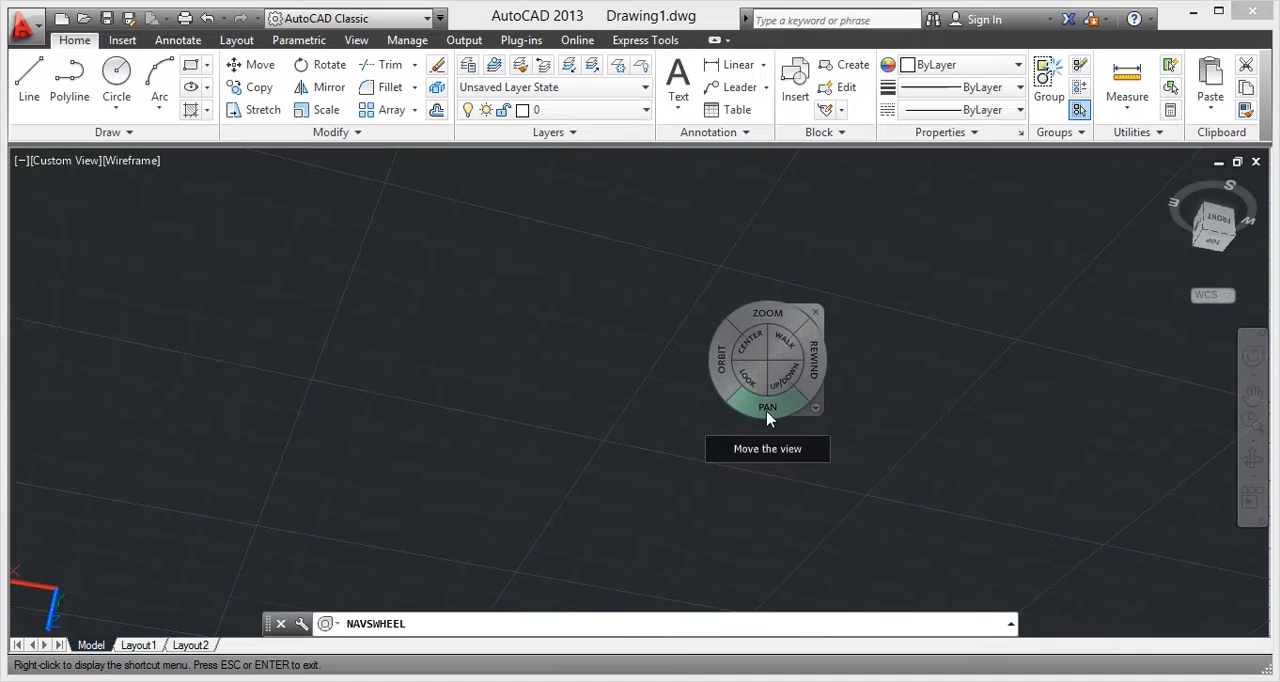 AutoCAD Classic
AutoCAD 2013 Drawing1.dwg
Type a keyword or phrase
Sign In
Home Insert Annotate Layout Parametric View Manage Output Plug-ins Online Express Tools
Line Polyline Circle Arc
Move Rotate Trim
Copy Mirror Fillet
Stretch Scale Array
Unsaved Layer State
0
Text
Linear
Leader
Table
Insert
Create
Edit
ByLayer
ByLayer
ByLayer
Group
Measure
Paste
Draw Modify Layers Annotation Block Properties Groups Utilities Clipboard
[−][Custom View][Wireframe]
S
E
W
FRONT
TOP
WCS
ZOOM
CENTER WALK
ORBIT REWIND
LOOK UP/DOWN
PAN
Move the view
X
Y
Z
NAVSWHEEL
Model Layout1 Layout2
Right-click to display the shortcut menu. Press ESC or ENTER to exit.